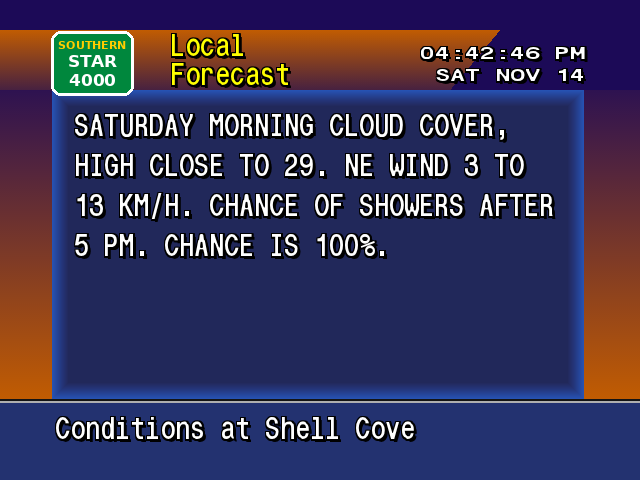 SOUTHERN
STAR
4000
Local
Forecast
04:42:46 PM
SAT NOV 14
SATURDAY MORNING CLOUD COVER,
HIGH CLOSE TO 29. NE WIND 3 TO
13 KM/H. CHANCE OF SHOWERS AFTER
5 PM. CHANCE IS 100%.
Conditions at Shell Cove